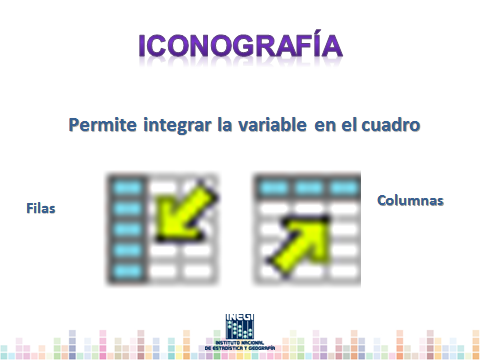 ICONOGRAFÍA
Permite integrar la variable en el cuadro
Filas
Columnas
INEGI
INSTITUTO NACIONAL
DE ESTADÍSTICA Y GEOGRAFÍA